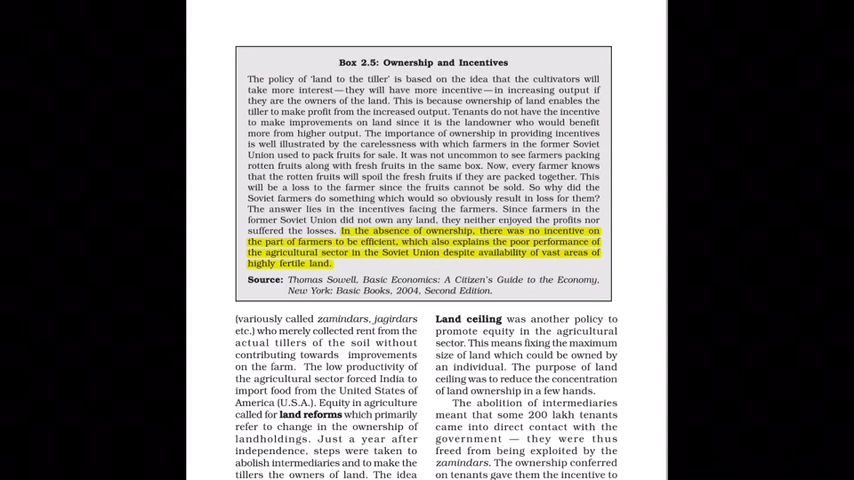 Box 2.5: Ownership and Incentives
The policy of 'land to the tiller' is based on the idea that the cultivators will
take more interest—they will have more incentive—in increasing output if
they are the owners of the land. This is because ownership of land enables the
tiller to make profit from the increased output. Tenants do not have the incentive
to make improvements on land since it is the landowner who would benefit
more from higher output. The importance of ownership in providing incentives
is well illustrated by the carelessness with which farmers in the former Soviet
Union used to pack fruits for sale. It was not uncommon to see farmers packing
rotten fruits along with fresh fruits in the same box. Now, every farmer knows
that the rotten fruits will spoil the fresh fruits if they are packed together. This
will be a loss to the farmer since the fruits cannot be sold. So why did the
Soviet farmers do something which would so obviously result in loss for them?
The answer lies in the incentives facing the farmers. Since farmers in the
former Soviet Union did not own any land, they neither enjoyed the profits nor
suffered the losses. In the absence of ownership, there was no incentive on
the part of farmers to be efficient, which also explains the poor performance of
the agricultural sector in the Soviet Union despite availability of vast areas of
highly fertile land.
Source: Thomas Sowell, Basic Economics: A Citizen's Guide to the Economy,
New York: Basic Books, 2004, Second Edition.
(variously called zamindars, jagirdars
etc.) who merely collected rent from the
actual tillers of the soil without
contributing towards improvements
on the farm. The low productivity of
the agricultural sector forced India to
import food from the United States of
America (U.S.A.). Equity in agriculture
called for land reforms which primarily
refer to change in the ownership of
landholdings. Just a year after
independence, steps were taken to
abolish intermediaries and to make the
tillers the owners of land. The idea
Land ceiling was another policy to
promote equity in the agricultural
sector. This means fixing the maximum
size of land which could be owned by
an individual. The purpose of land
ceiling was to reduce the concentration
of land ownership in a few hands.
The abolition of intermediaries
meant that some 200 lakh tenants
came into direct contact with the
government — they were thus
freed from being exploited by the
zamindars. The ownership conferred
on tenants gave them the incentive to